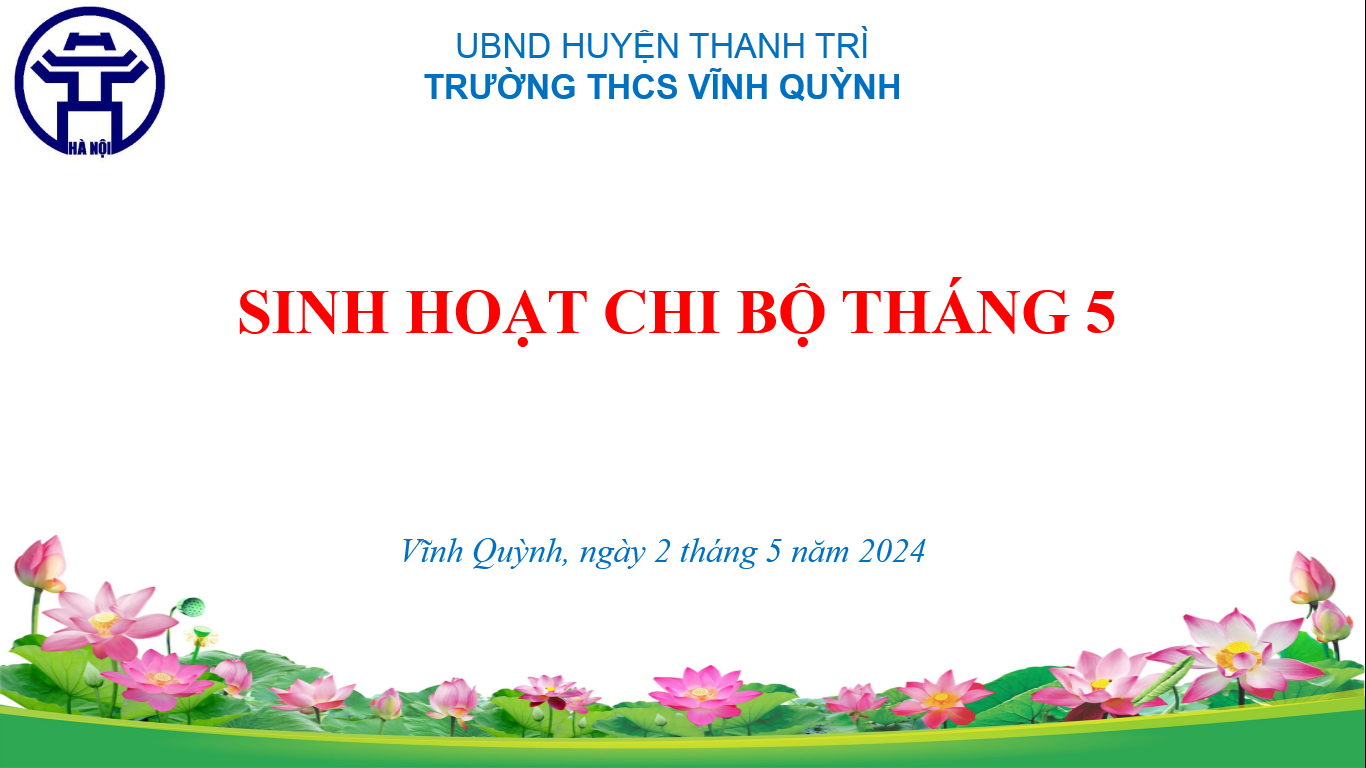 UBND HUYỆN THANH TRÌ
TRƯỜNG THCS VĨNH QUỲNH
HÀ NỘI
SINH HOẠT CHI BỘ THÁNG 5
Vĩnh Quỳnh, ngày 2 tháng 5 năm 2024